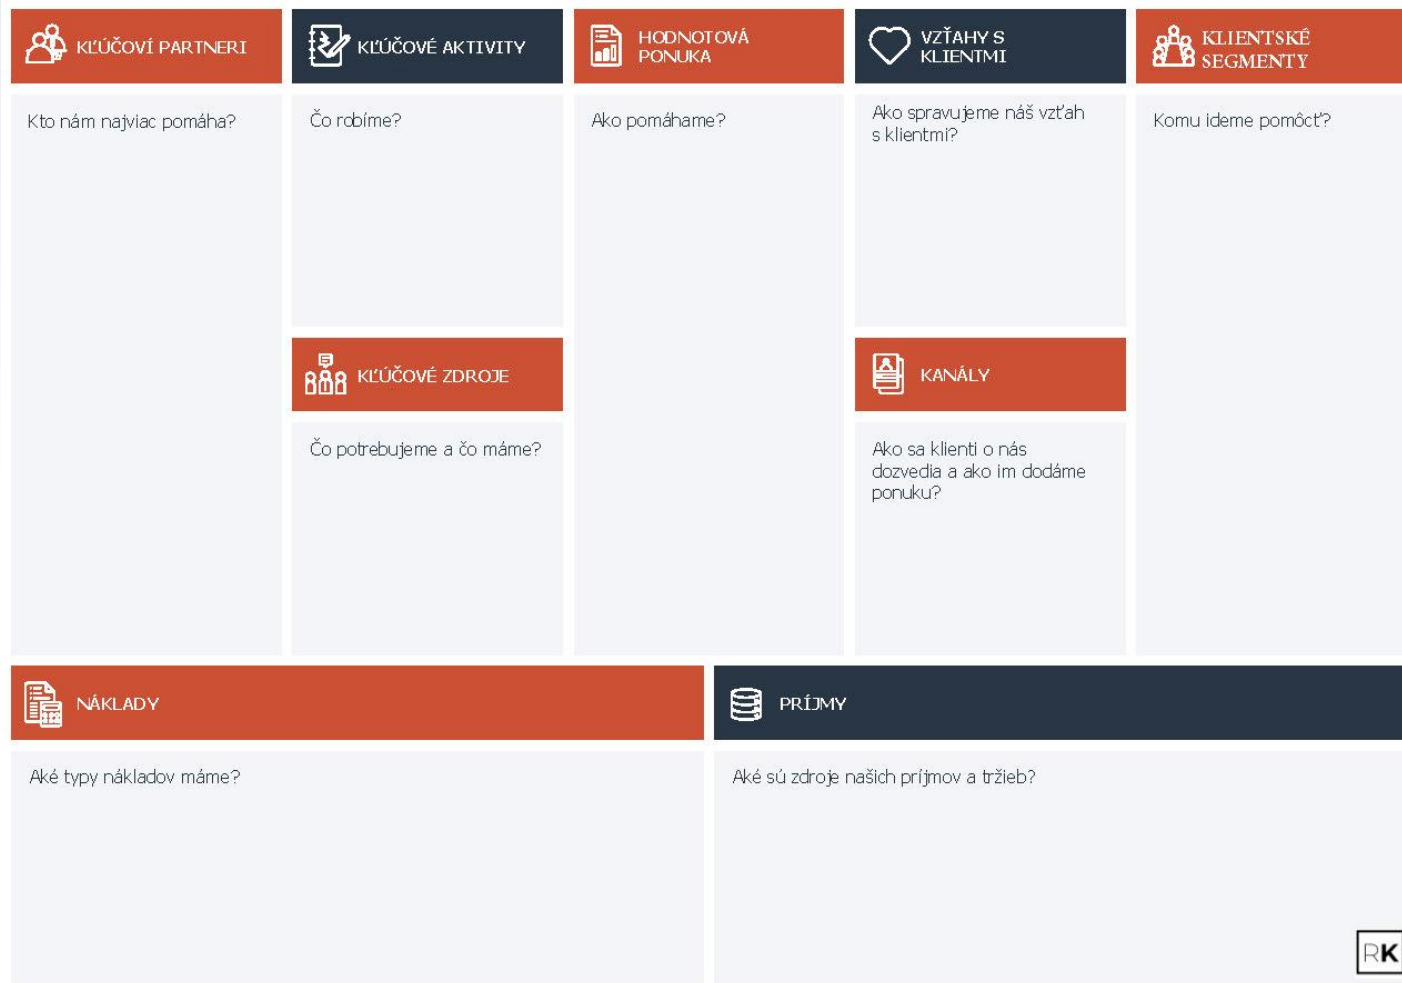 KĽÚČOVÍ PARTNERI
Kto nám najviac pomáha?
KĽÚČOVÉ AKTIVITY
Čo robíme?
KĽÚČOVÉ ZDROJE
Čo potrebujeme a čo máme?
HODNOTOVÁ
PONUKA
Ako pomáhame?
VZŤAHY S
KLIENTMI
Ako spravujeme náš vzťah
s klientmi?
KANÁLY
Ako sa klienti o nás
dozvedia a ako im dodáme
ponuku?
KLIENTSKÉ
SEGMENTY
Komu ideme pomôcť?
NÁKLADY
Aké typy nákladov máme?
PRÍJMY
Aké sú zdroje našich príjmov a tržieb?
RK